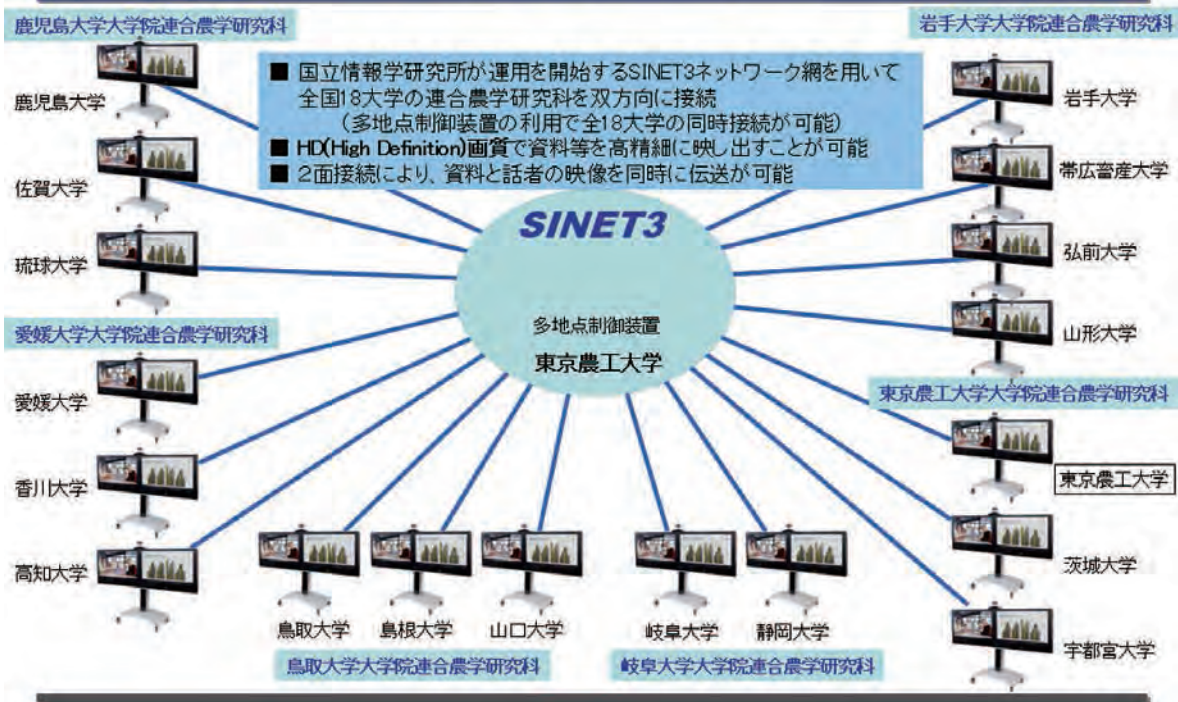 鹿児島大学大学院連合農学研究科
岩手大学大学院連合農学研究科
■ 国立情報学研究所が運用を開始するSINET3ネットワーク網を用いて
全国18大学の連合農学研究科を双方向に接続
（多地点制御装置の利用で全18大学の同時接続が可能）
■ HD(High Definition)画質で資料等を高精細に映し出すことが可能
■ 2面接続により、資料と話者の映像を同時に伝送が可能
鹿児島大学
佐賀大学
琉球大学
岩手大学
帯広畜産大学
弘前大学
山形大学
SINET3
多地点制御装置
東京農工大学
愛媛大学大学院連合農学研究科
愛媛大学
香川大学
高知大学
東京農工大学大学院連合農学研究科
東京農工大学
茨城大学
宇都宮大学
鳥取大学
島根大学
山口大学
岐阜大学
静岡大学
鳥取大学大学院連合農学研究科
岐阜大学大学院連合農学研究科